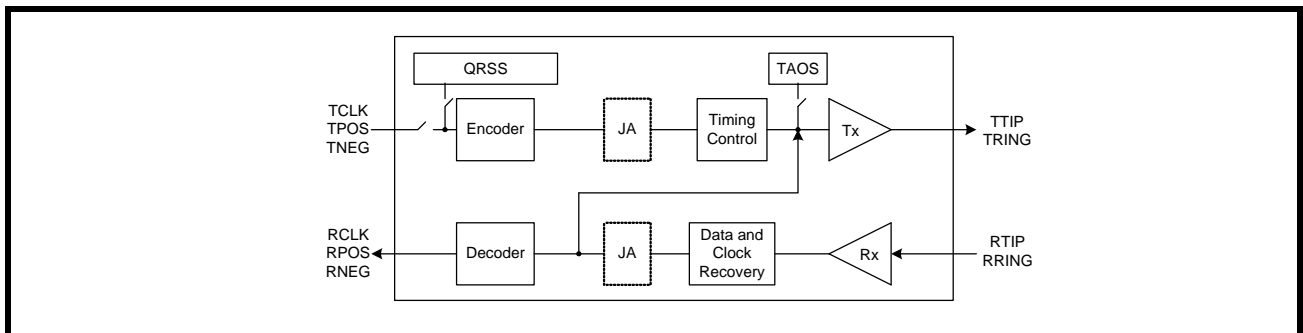 QRSS
TAOS
TCLK
TPOS
TNEG
Encoder
JA
Timing
Control
Tx
TTIP
TRING
RCLK
RPOS
RNEG
Decoder
JA
Data and
Clock
Recovery
Rx
RTIP
RRING